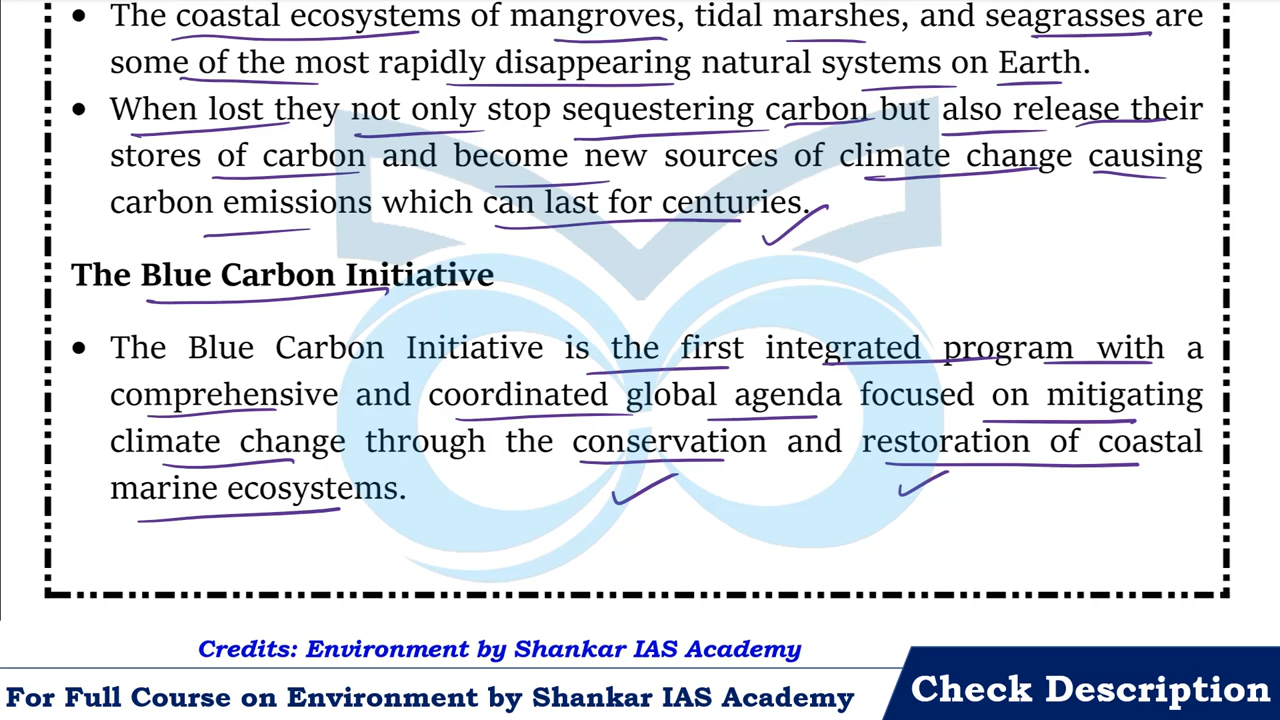 • The coastal ecosystems of mangroves, tidal marshes, and seagrasses are
some of the most rapidly disappearing natural systems on Earth.
• When lost they not only stop sequestering carbon but also release their
stores of carbon and become new sources of climate change causing
carbon emissions which can last for centuries.
The Blue Carbon Initiative
• The Blue Carbon Initiative is the first integrated program with a
comprehensive and coordinated global agenda focused on mitigating
climate change through the conservation and restoration of coastal
marine ecosystems.
Credits: Environment by Shankar IAS Academy
For Full Course on Environment by Shankar IAS Academy
Check Description